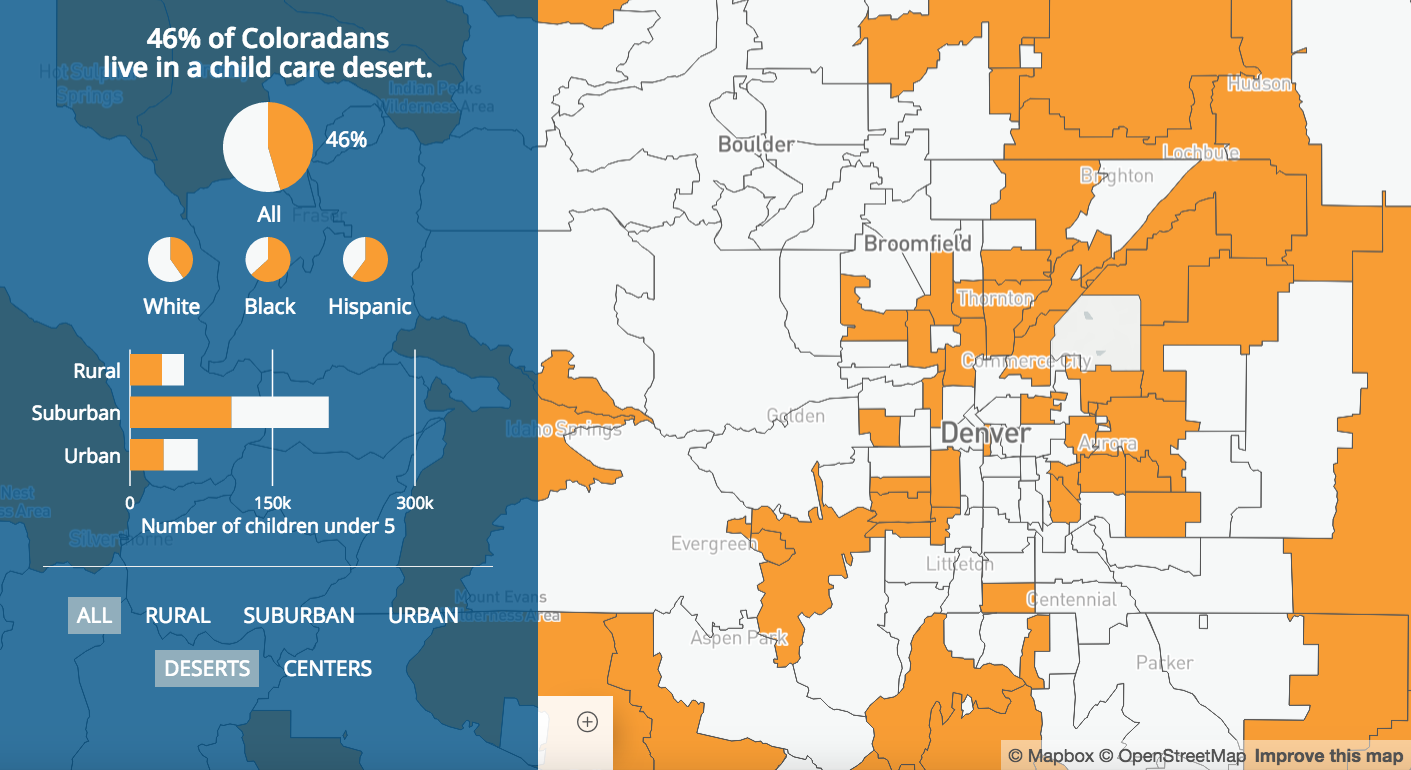 46% of Coloradans
live in a child care desert.
Hot Sul
Springs
Indian Peaks
Wilderness Area
46%
All
Fraser
White Black Hispanic
Rural
Suburban
Urban
0 150k 300k
Number of children under 5
Nest
ss Area
Silverthorne
Mount Evans
derness Area
ALL RURAL SUBURBAN URBAN
DESERTS CENTERS
Hudson
Boulder
Lochbuie
Brighton
Broomfield
Thornton
Commerce City
Golden
Idaho Springs
Denver
Aurora
Evergreen
Littleton
Centennial
Aspen Park
Parker
© Mapbox © OpenStreetMap Improve this map